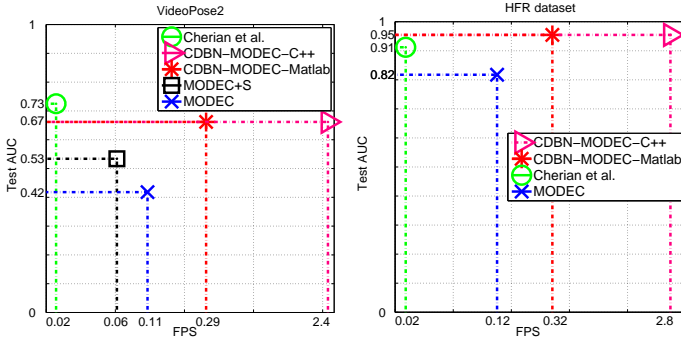 VideoPose2
1
Cherian et al.
CDBN−MODEC−C++
CDBN−MODEC−Matlab
MODEC+S
MODEC
0.73
0.67
0.53
0.42
Test AUC
0
0.02
0.06
0.11
0.29
2.4
FPS
HFR dataset
1
0.95
0.91
0.82
Test AUC
CDBN−MODEC−C++
CDBN−MODEC−Matlab
Cherian et al.
MODEC
0
0.02
0.12
0.32
2.8
FPS